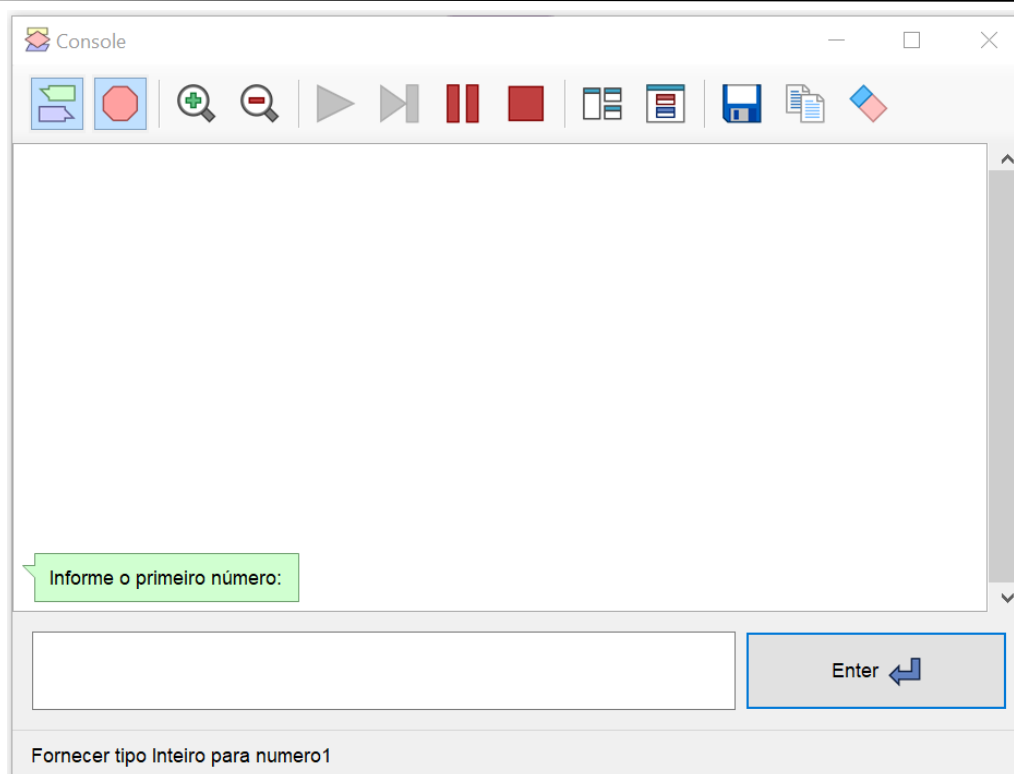 Console
Informe o primeiro número:
Enter
Fornecer tipo Inteiro para numero1